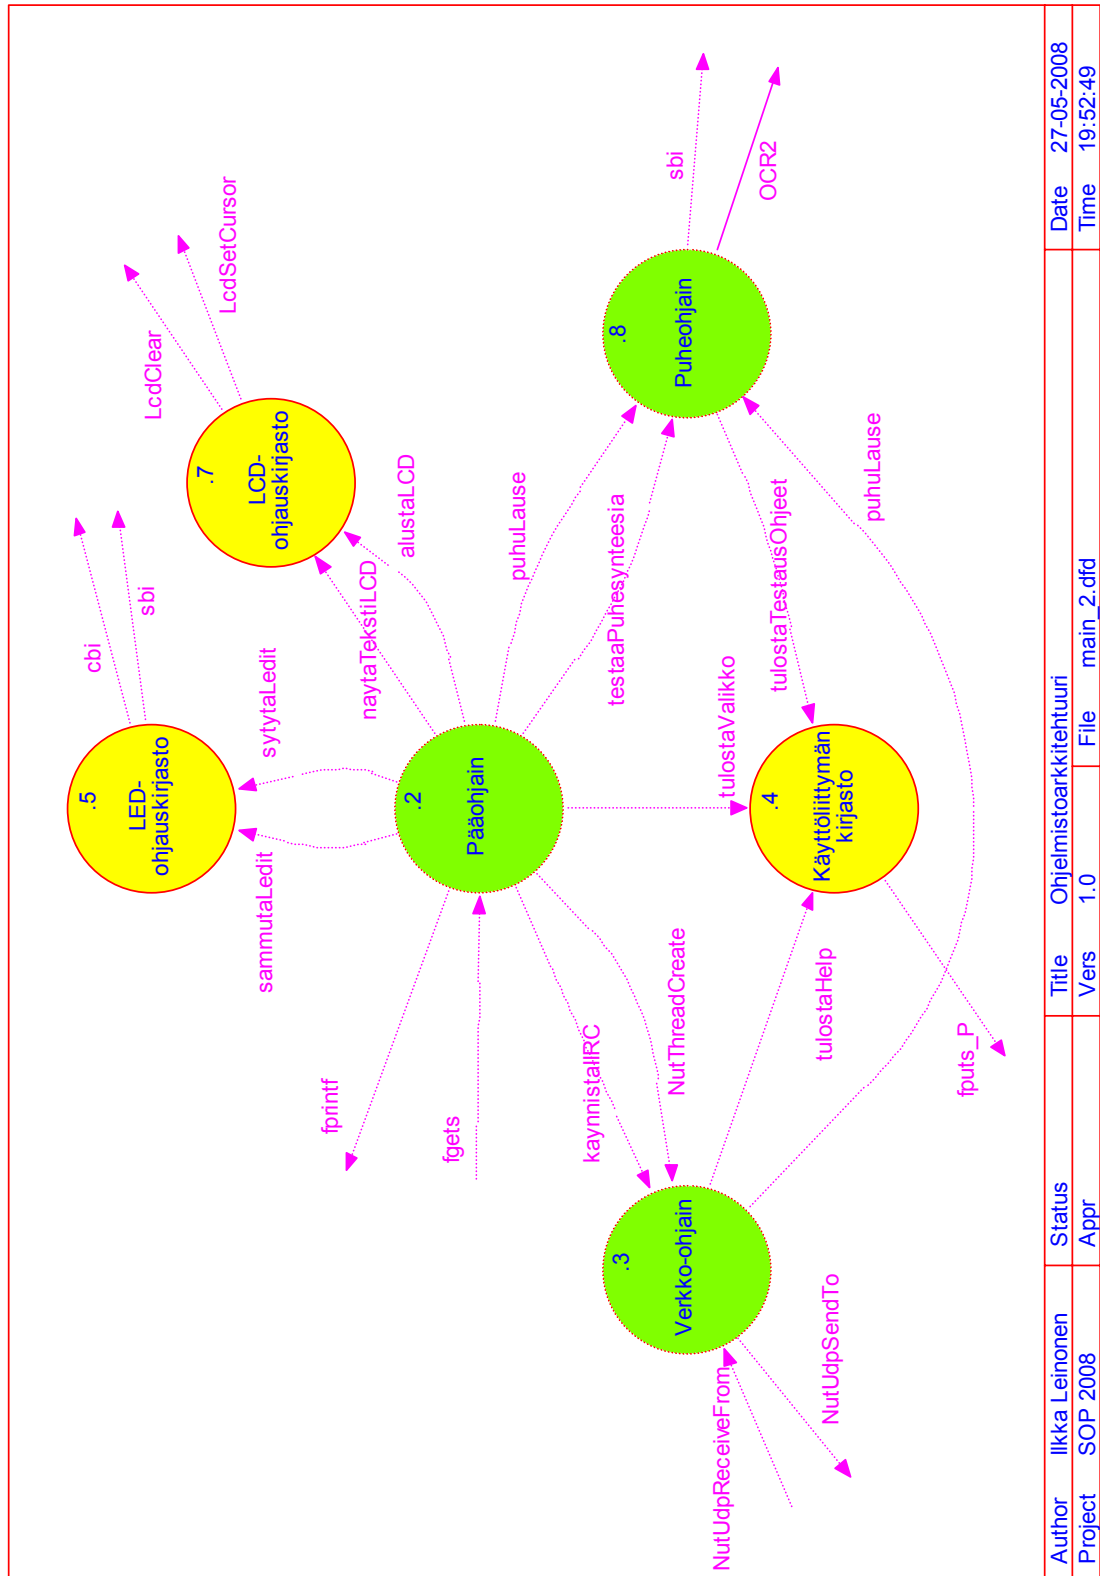 cbi
sbi
LcdClear
LcdSetCursor
.5
LED-
ohjauskirjasto
.7
LCD-
ohjauskirjasto
sammutaLedit
sytytaLedit
naytaTekstiLCD
alustaLCD
fprintf
fgets
.2
Pääohjain
puhuLause
testaaPuhesynteesia
sbi
OCR2
kaynnistaIRC
NutThreadCreate
tulostaValikko
tulostaTestausOhjeet
.8
Puheohjain
.3
Verkko-ohjain
NutUdpReceiveFrom
NutUdpSendTo
tulostaHelp
.4
Käyttöliittymän
kirjasto
puhuLause
fputs_P
Author Ilkka Leinonen Status Title Ohjelmistoarkkitehtuuri Date 27-05-2008
Project SOP 2008 Appr Vers 1.0 File main_2.dfd Time 19:52:49